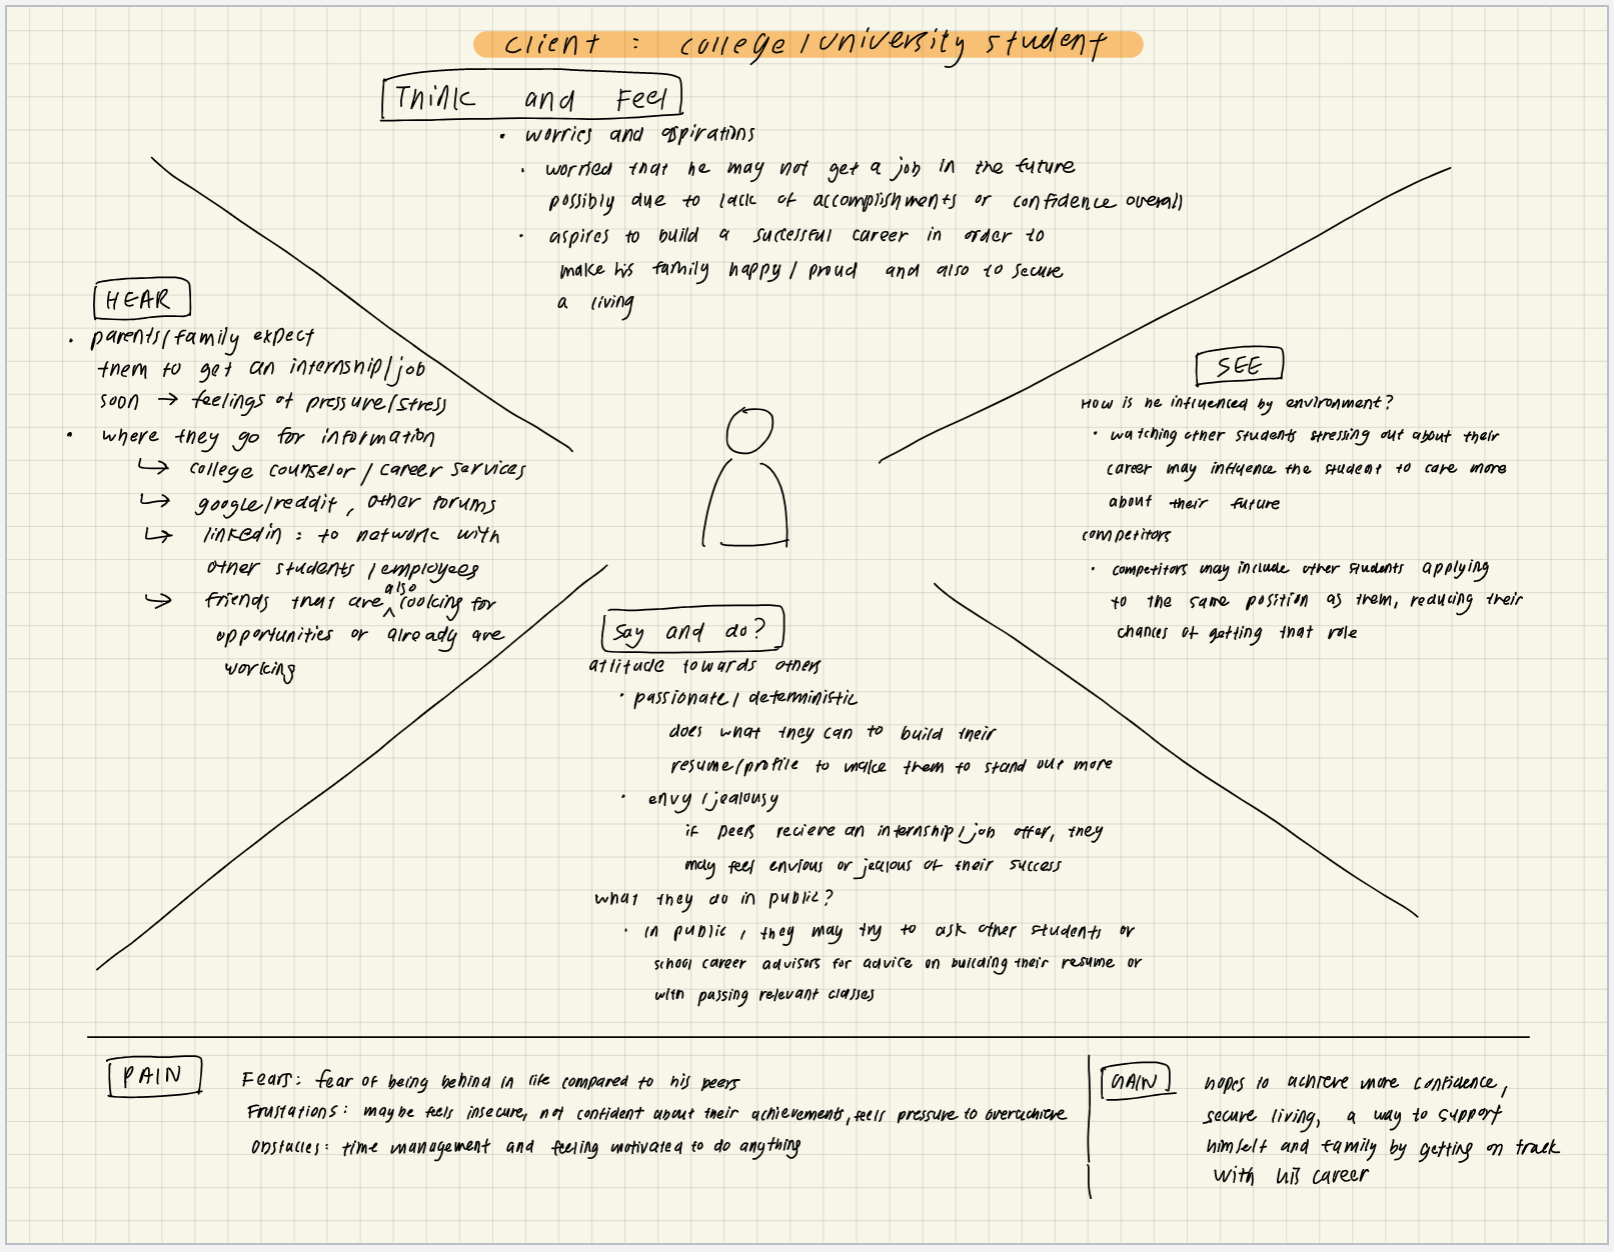 client : college / university student
Think and Feel
• worries and aspirations
• worried that he may not get a job in the future
possibly due to lack of accomplishments or confidence overall
• aspires to build a successful career in order to
make his family happy / proud and also to secure
a living
HEAR
• parents/family expect
them to get an internship/job
soon → feelings of pressure/stress
• where they go for information
↳ college counselor / career services
↳ google/reddit, other forums
↳ linkedin : to network with
other students / employees
↳ friends that are also looking for
opportunities or already are
working
SEE
How is he influenced by environment?
• watching other students stressing out about their
career may influence the student to care more
about their future
competitors
• competitors may include other students applying
to the same position as them, reducing their
chances of getting that role
Say and do?
attitude towards others
• passionate / deterministic
does what they can to build their
resume/profile to make them to stand out more
• envy / jealousy
if peers recieve an internship / job offer, they
may feel envious or jealous of their success
what they do in public?
• in public, they may try to ask other students or
school career advisors for advice on building their resume or
with passing relevant classes
PAIN
Fears: fear of being behind in life compared to his peers
Frustations: maybe feels insecure, not confident about their achievements, feels pressure to overachieve
Obstacles: time management and feeling motivated to do anything
GAIN
hopes to achieve more confidence,
secure living, a way to support
himself and family by getting on track
with his career